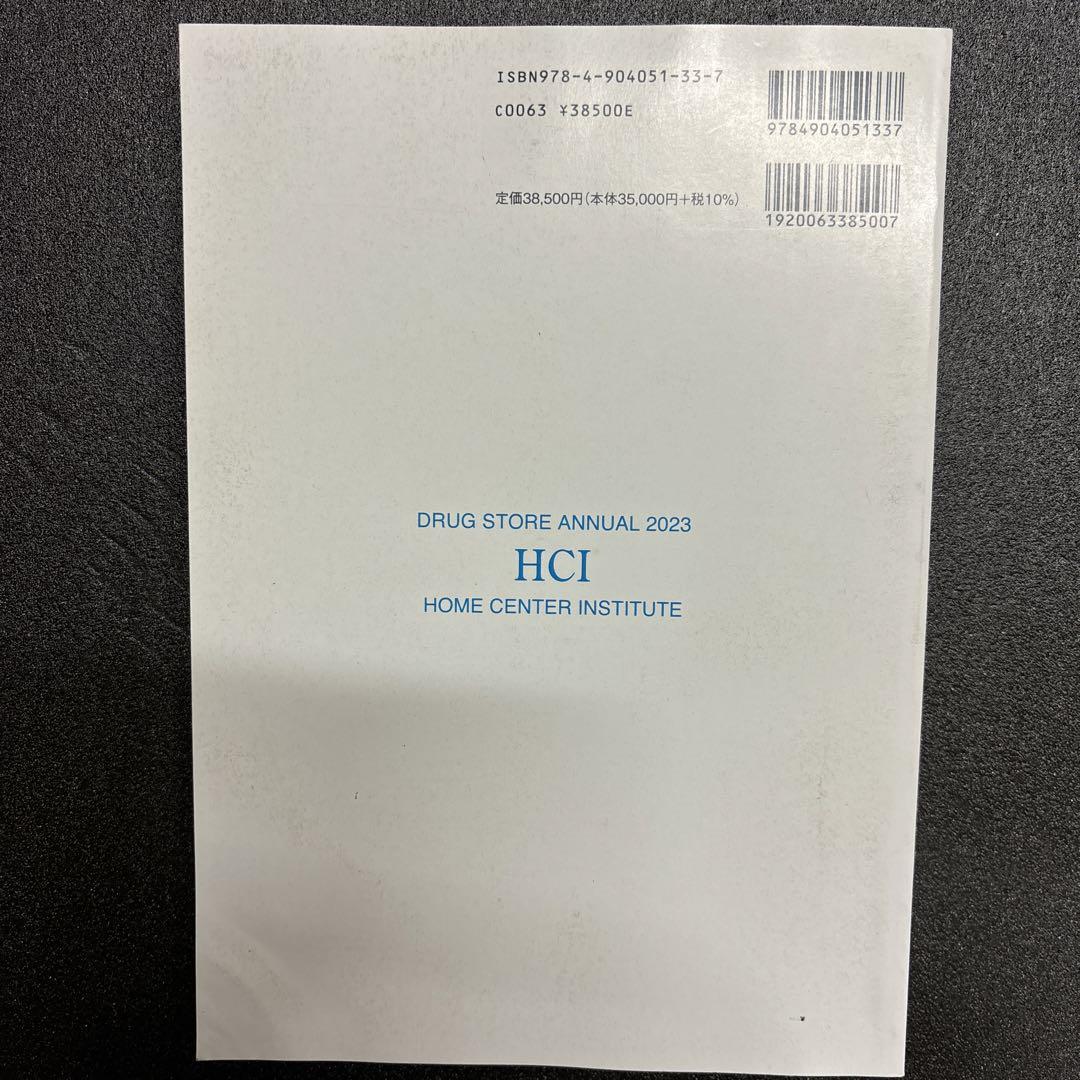 ISBN978-4-904051-33-7
C0063 ¥38500E
9784904051337
定価38,500円(本体35,000円+税10%)
1920063385007
DRUG STORE ANNUAL 2023
HCI
HOME CENTER INSTITUTE